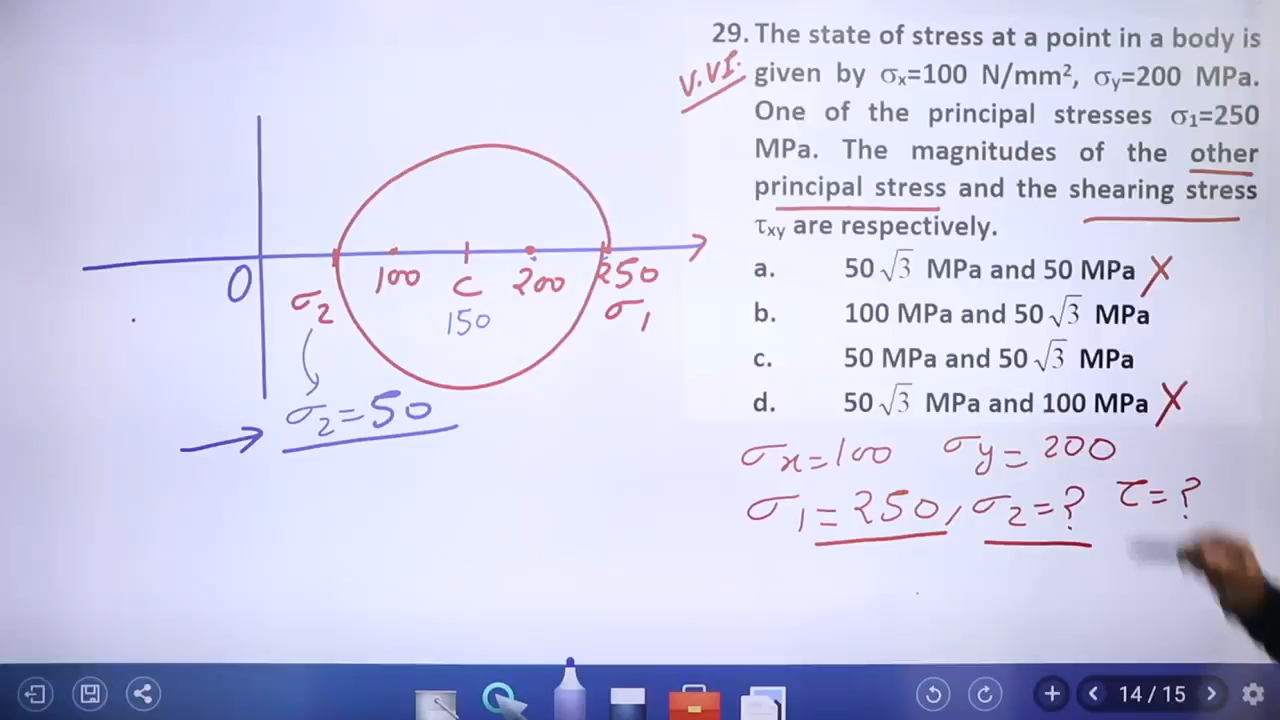 29. The state of stress at a point in a body is
V.VI. given by σx=100 N/mm², σy=200 MPa.
One of the principal stresses σ1=250
MPa. The magnitudes of the other
principal stress and the shearing stress
τxy are respectively.
a. 50√3 MPa and 50 MPa X
b. 100 MPa and 50√3 MPa
c. 50 MPa and 50√3 MPa
d. 50√3 MPa and 100 MPa X
σx=100 σy=200
σ1=250, σ2=? τ=?
0 σ2 100 C 200 250
150 σ1
σ2=50
14 / 15